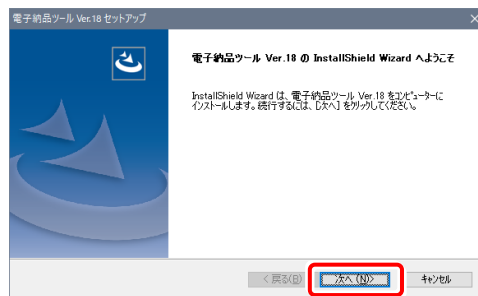 電子納品ツール Ver.18 セットアップ
電子納品ツール Ver.18 の InstallShield Wizard へようこそ
InstallShield Wizard は、電子納品ツール Ver.18 をコンピューターに
インストールします。続行するには、[次へ] をクリックしてください。
< 戻る(B) 次へ (N)> キャンセル